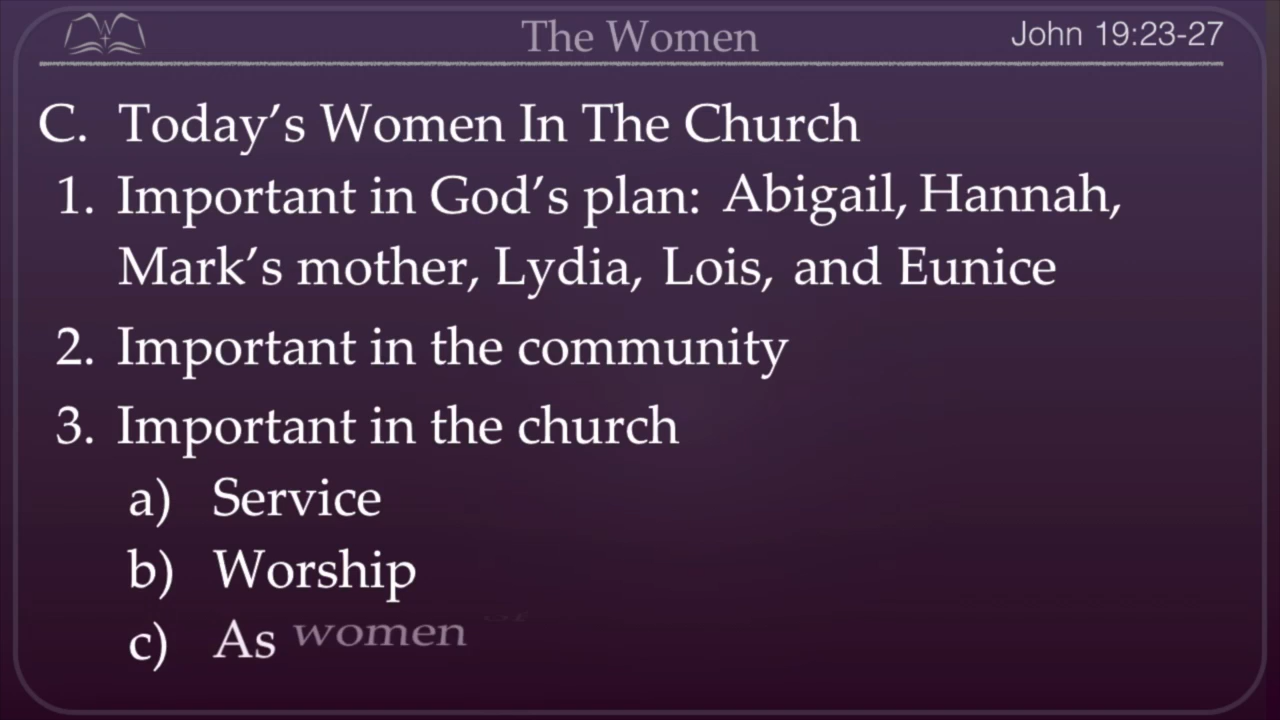 The Women
John 19:23-27
C. Today's Women In The Church
1. Important in God's plan: Abigail, Hannah,
Mark's mother, Lydia, Lois, and Eunice
2. Important in the community
3. Important in the church
a) Service
b) Worship
c) As women